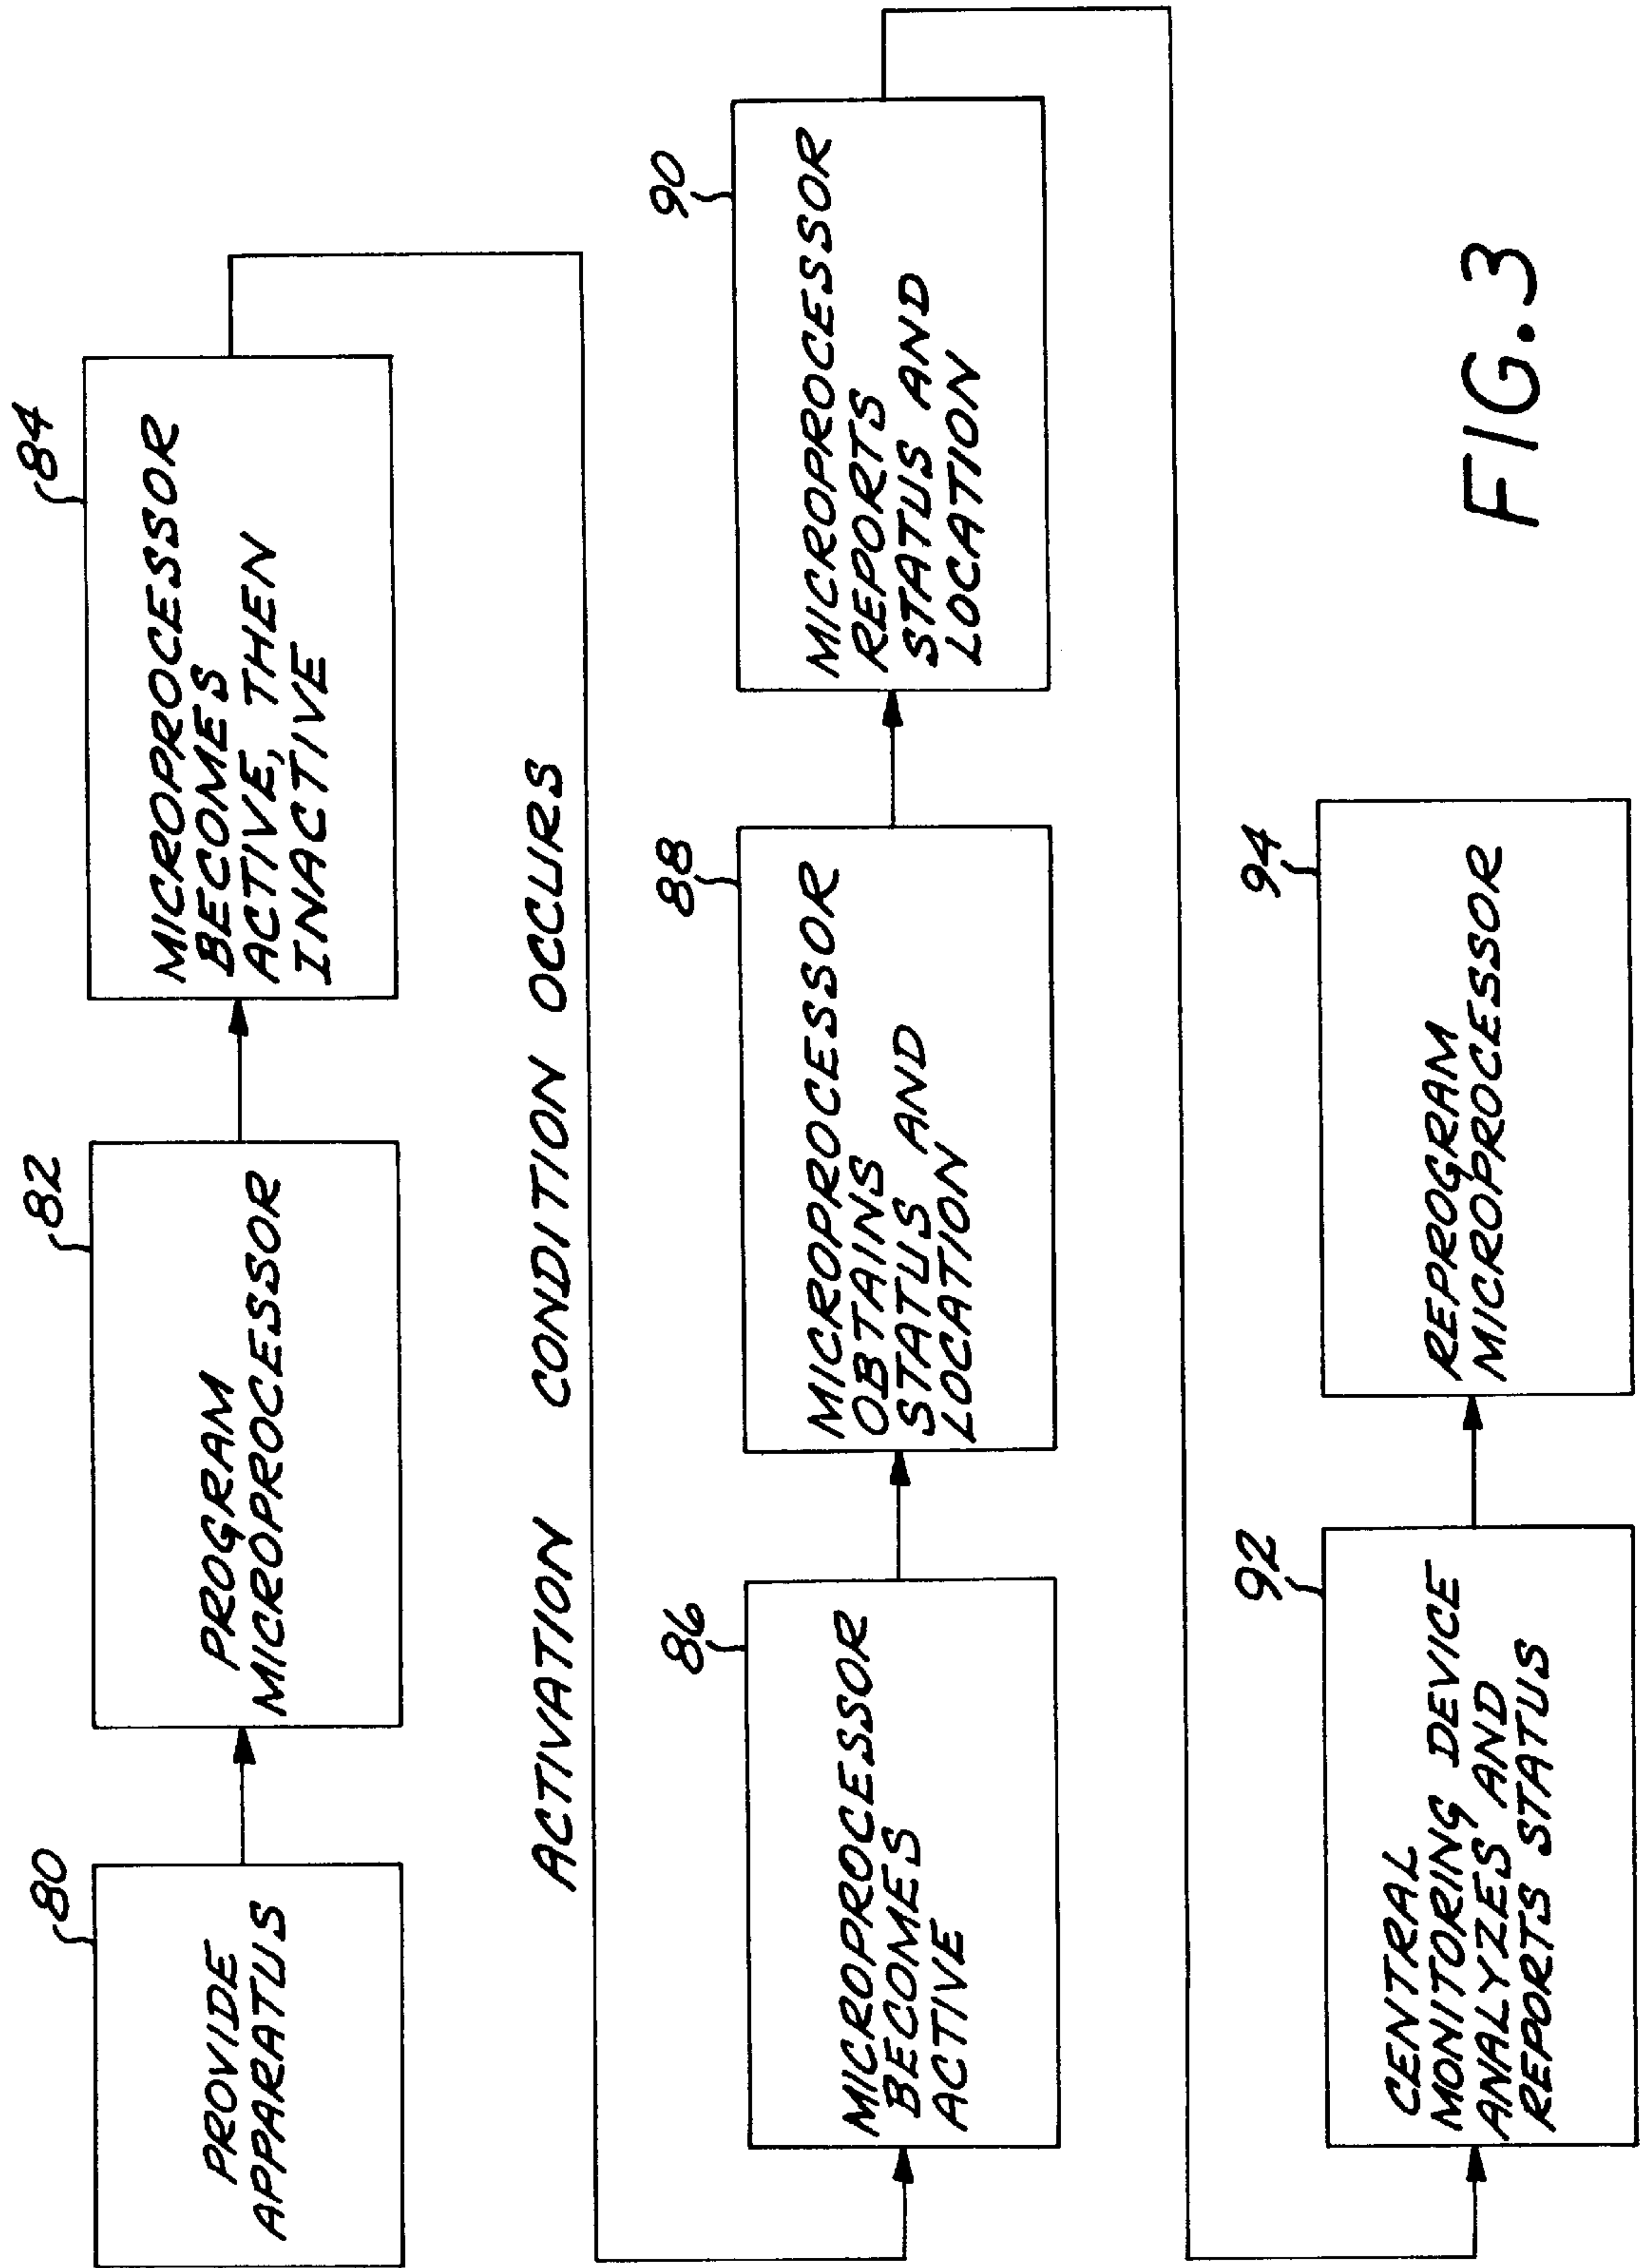 80
PROVIDE
APPARATUS
82
PROGRAM
MICROPROCESSOR
84
MICROPROCESSOR
BECOMES
ACTIVE, THEN
INACTIVE
ACTIVATION CONDITION OCCURS
86
MICROPROCESSOR
BECOMES
ACTIVE
88
MICROPROCESSOR
OBTAINS
STATUS AND
LOCATION
90
MICROPROCESSOR
REPORTS
STATUS AND
LOCATION
92
CENTRAL
MONITORING DEVICE
ANALYZES AND
REPORTS STATUS
94
REPROGRAM
MICROPROCESSOR
FIG.3